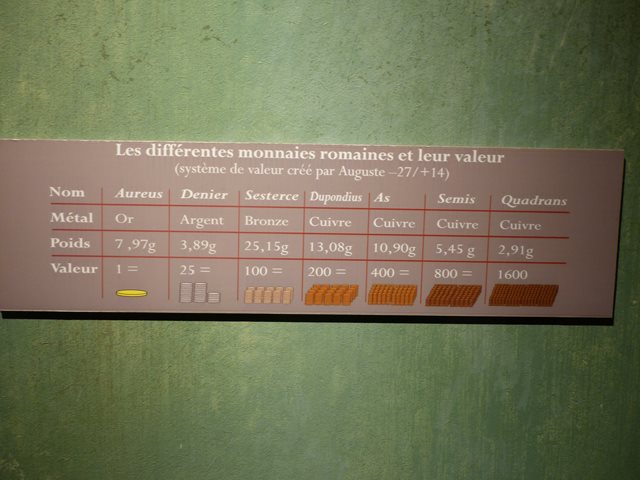 Les différentes monnaies romaines et leur valeur
(système de valeur créé par Auguste –27/+14)
Nom Aureus Denier Sesterce Dupondius As Semis Quadrans
Métal Or Argent Bronze Cuivre Cuivre Cuivre Cuivre
Poids 7 ,97g 3,89g 25,15g 13,08g 10,90g 5,45 g 2,91g
Valeur 1 = 25 = 100 = 200 = 400 = 800 = 1600